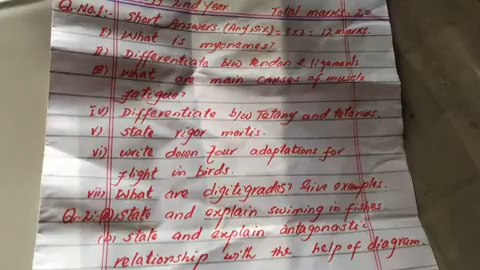 2nd year Total marks = 20
Q.No.1:- Short Answers. (Any six) = 6x2 = 12 marks.
I) What is myonemes?
II) Differentiate b/w tendon & ligaments
III) What are main causes of muscle
fatigue?
iv) Differentiate b/w Tetany and tetanus.
v) state rigor mortis.
vi) write down four adaptations for
flight in birds.
vii) What are digitigrades? Give examples.
Q.2:(a) state and explain swiming in fishes.
(b) state and explain antagonastic
relationship with the help of diagram.